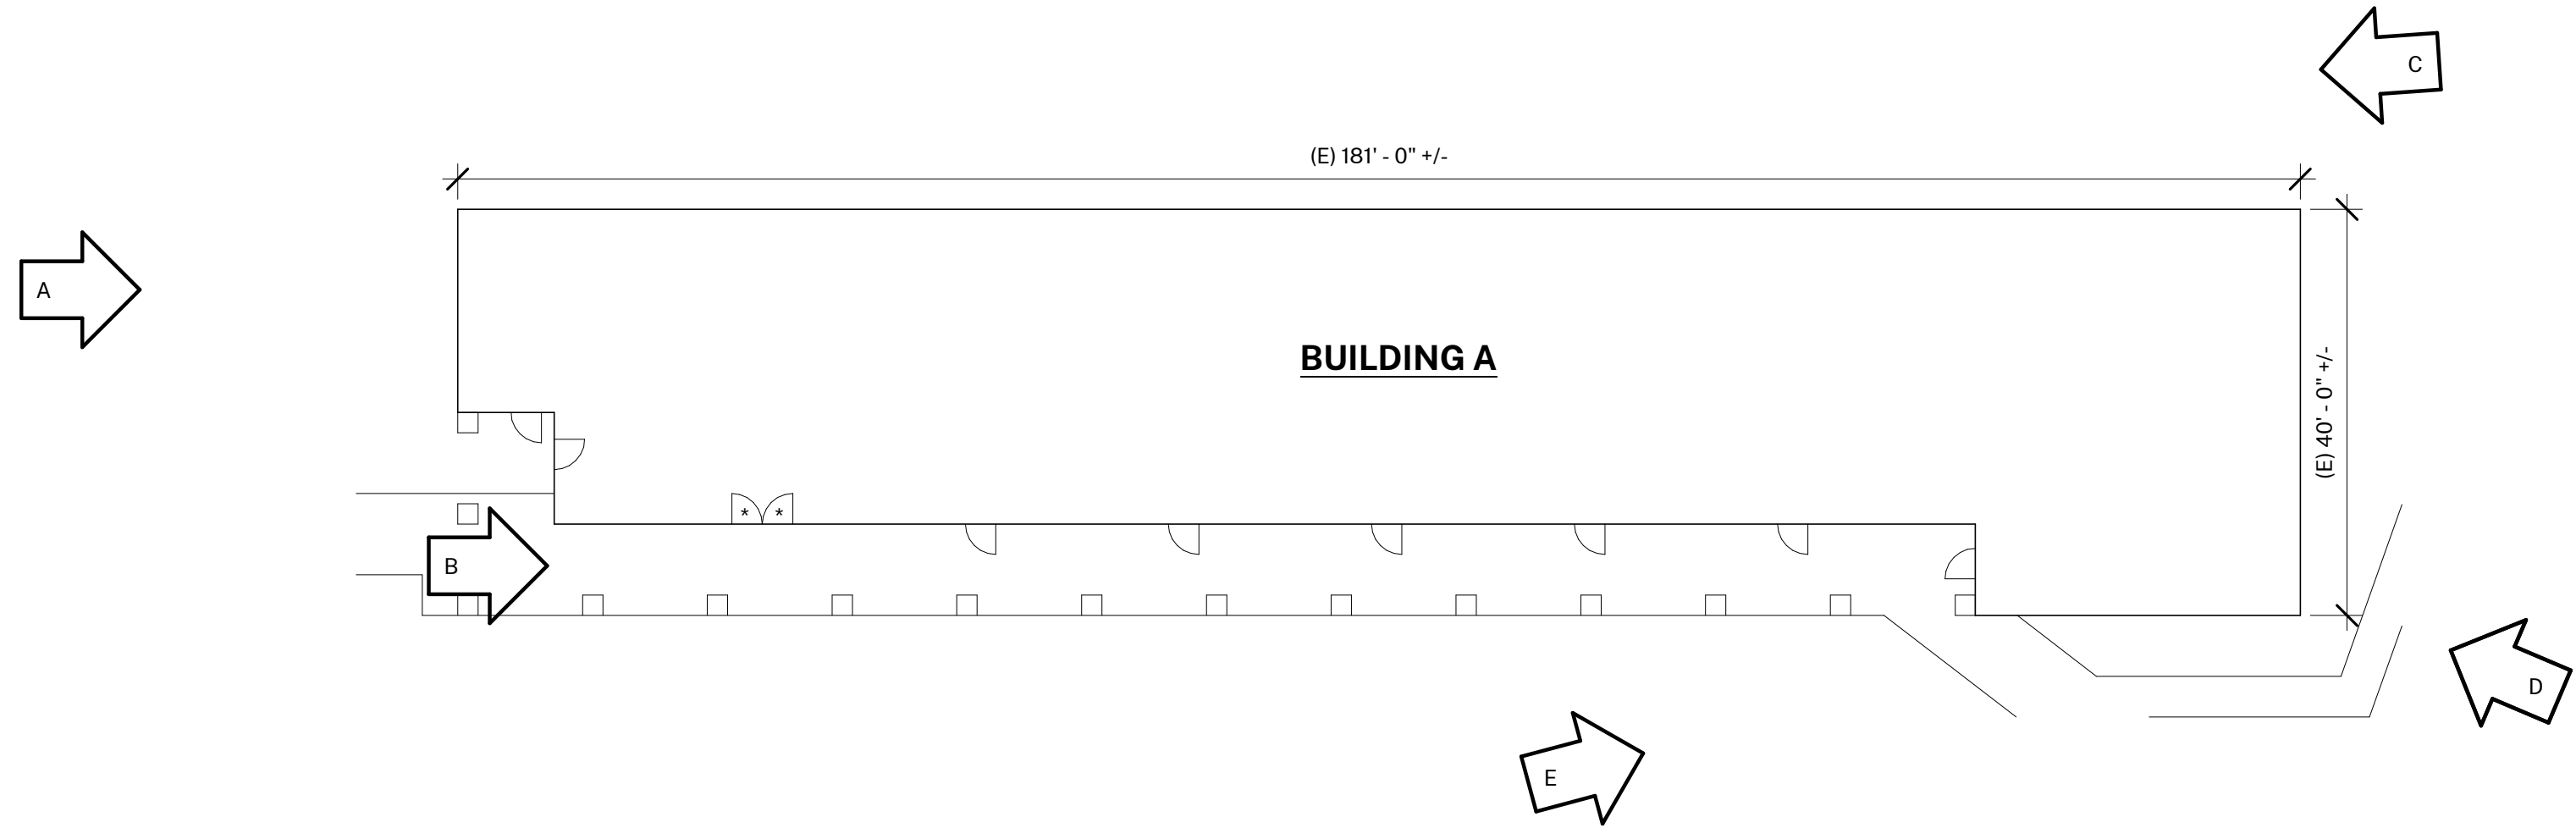 C
(E) 181' - 0" +/-
A
BUILDING A
(E) 40' - 0" +/-
* *
B
D
E